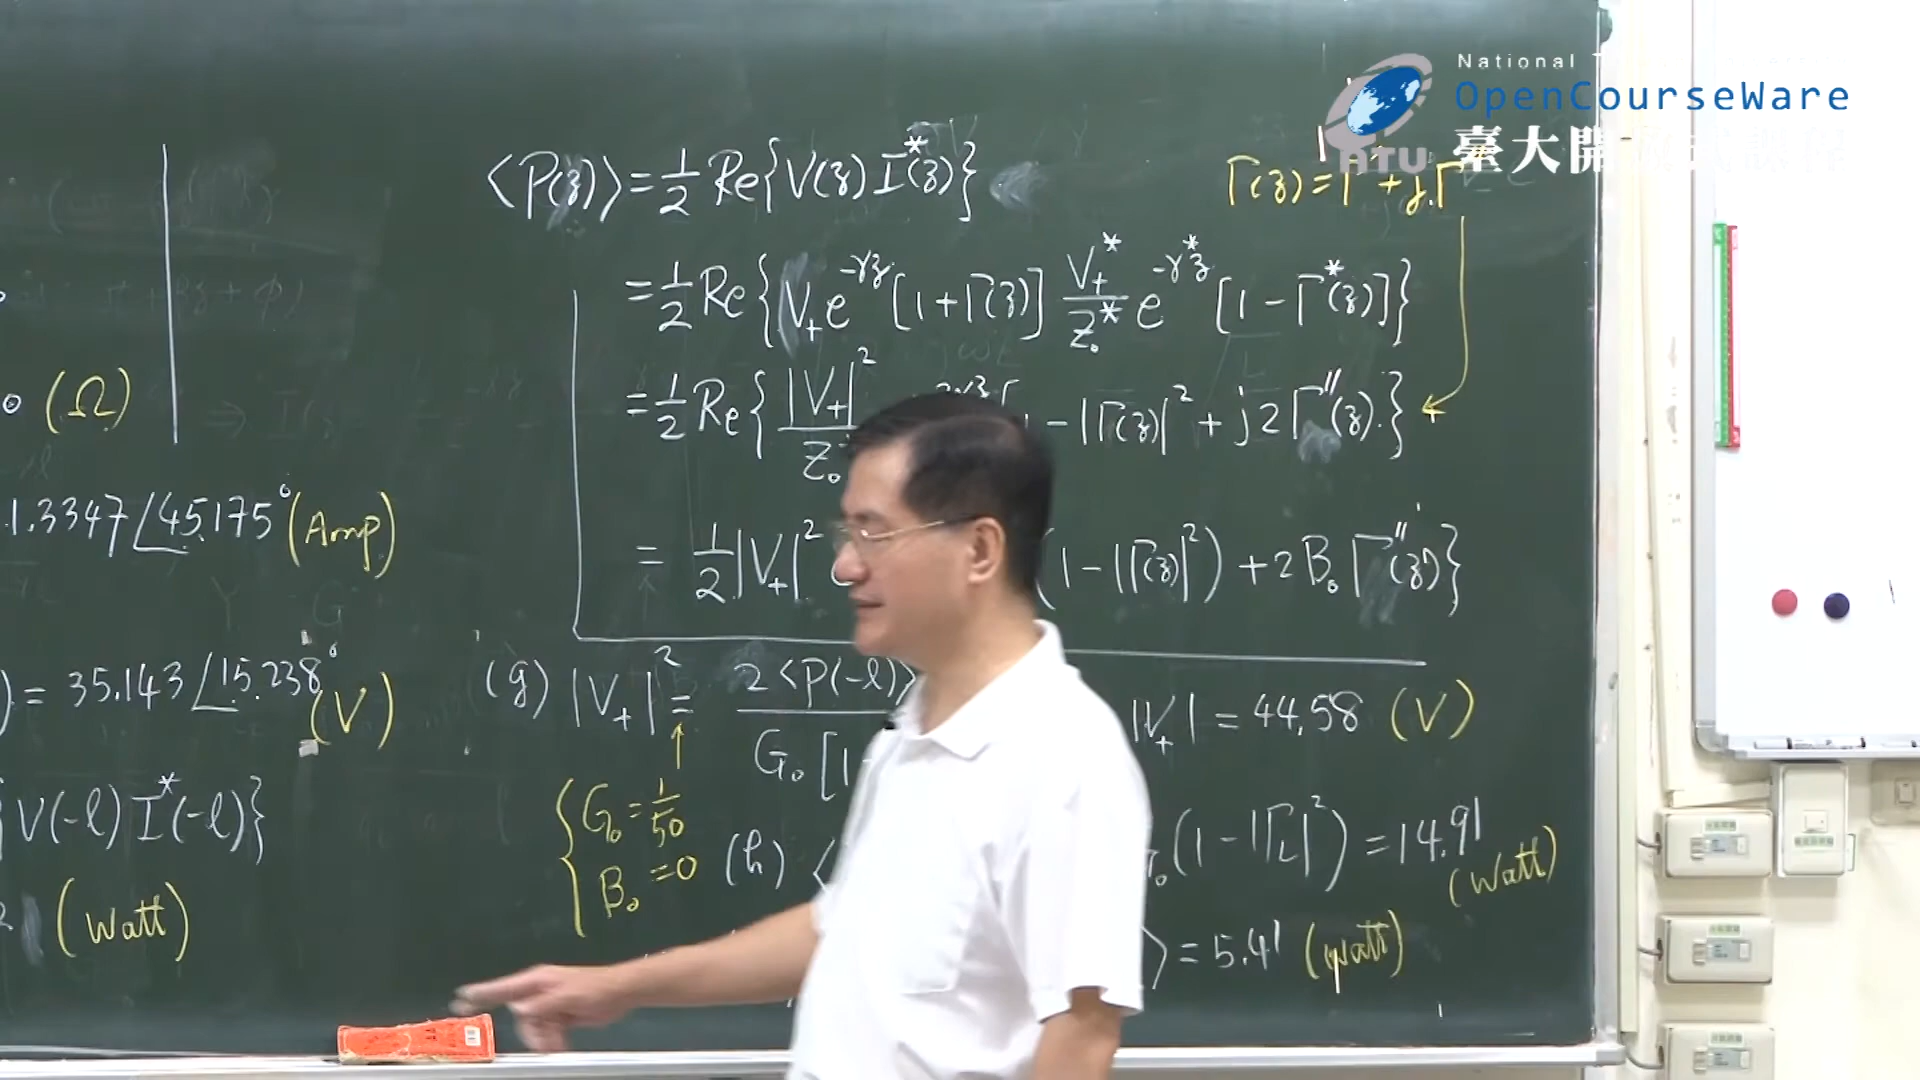 National
OpenCourseWare
臺大開
NTU
⟨P(z)⟩ = 1/2 Re{V(z) I*(z)}
Γ(z) = Γ' + jΓ''
= 1/2 Re{V₊e^{-γz}[1+Γ(z)] V₊*/Z₀* e^{-γ*z}[1-Γ*(z)]}
= 1/2 Re{|V₊|²/Z₀
-|Γ(z)|² + j2Γ''(z)}
= 1/2|V₊|²
(1-|Γ(z)|²) + 2B₀Γ''(z)}
(Ω)
1.3347∠45.175° (Amp)
) = 35.143∠15.238° (V)
V(-l) I*(-l)}
(Watt)
(g) |V₊|² = 2⟨P(-l)⟩
G₀[1-
|V₊| = 44.58 (V)
{G₀ = 1/50
B₀ = 0
(h) ⟨
(1-|Γ_L|²) = 14.91 (Watt)
⟩ = 5.41 (Watt)